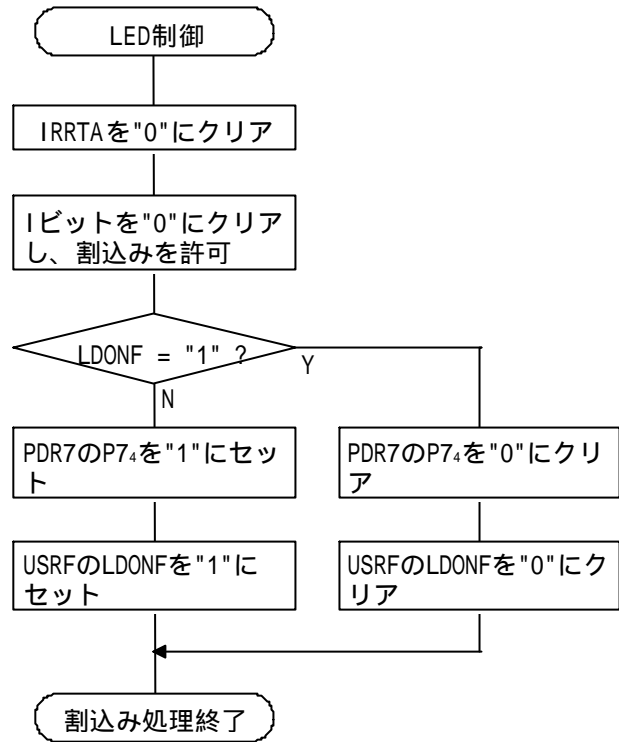 LED制御
IRRTAを"0"にクリア
Iビットを"0"にクリア
し、割込みを許可
LDONF = "1" ?
Y
N
PDR7のP7₄を"1"にセッ
ト
PDR7のP7₄を"0"にクリ
ア
USRFのLDONFを"1"に
セット
USRFのLDONFを"0"にク
リア
割込み処理終了